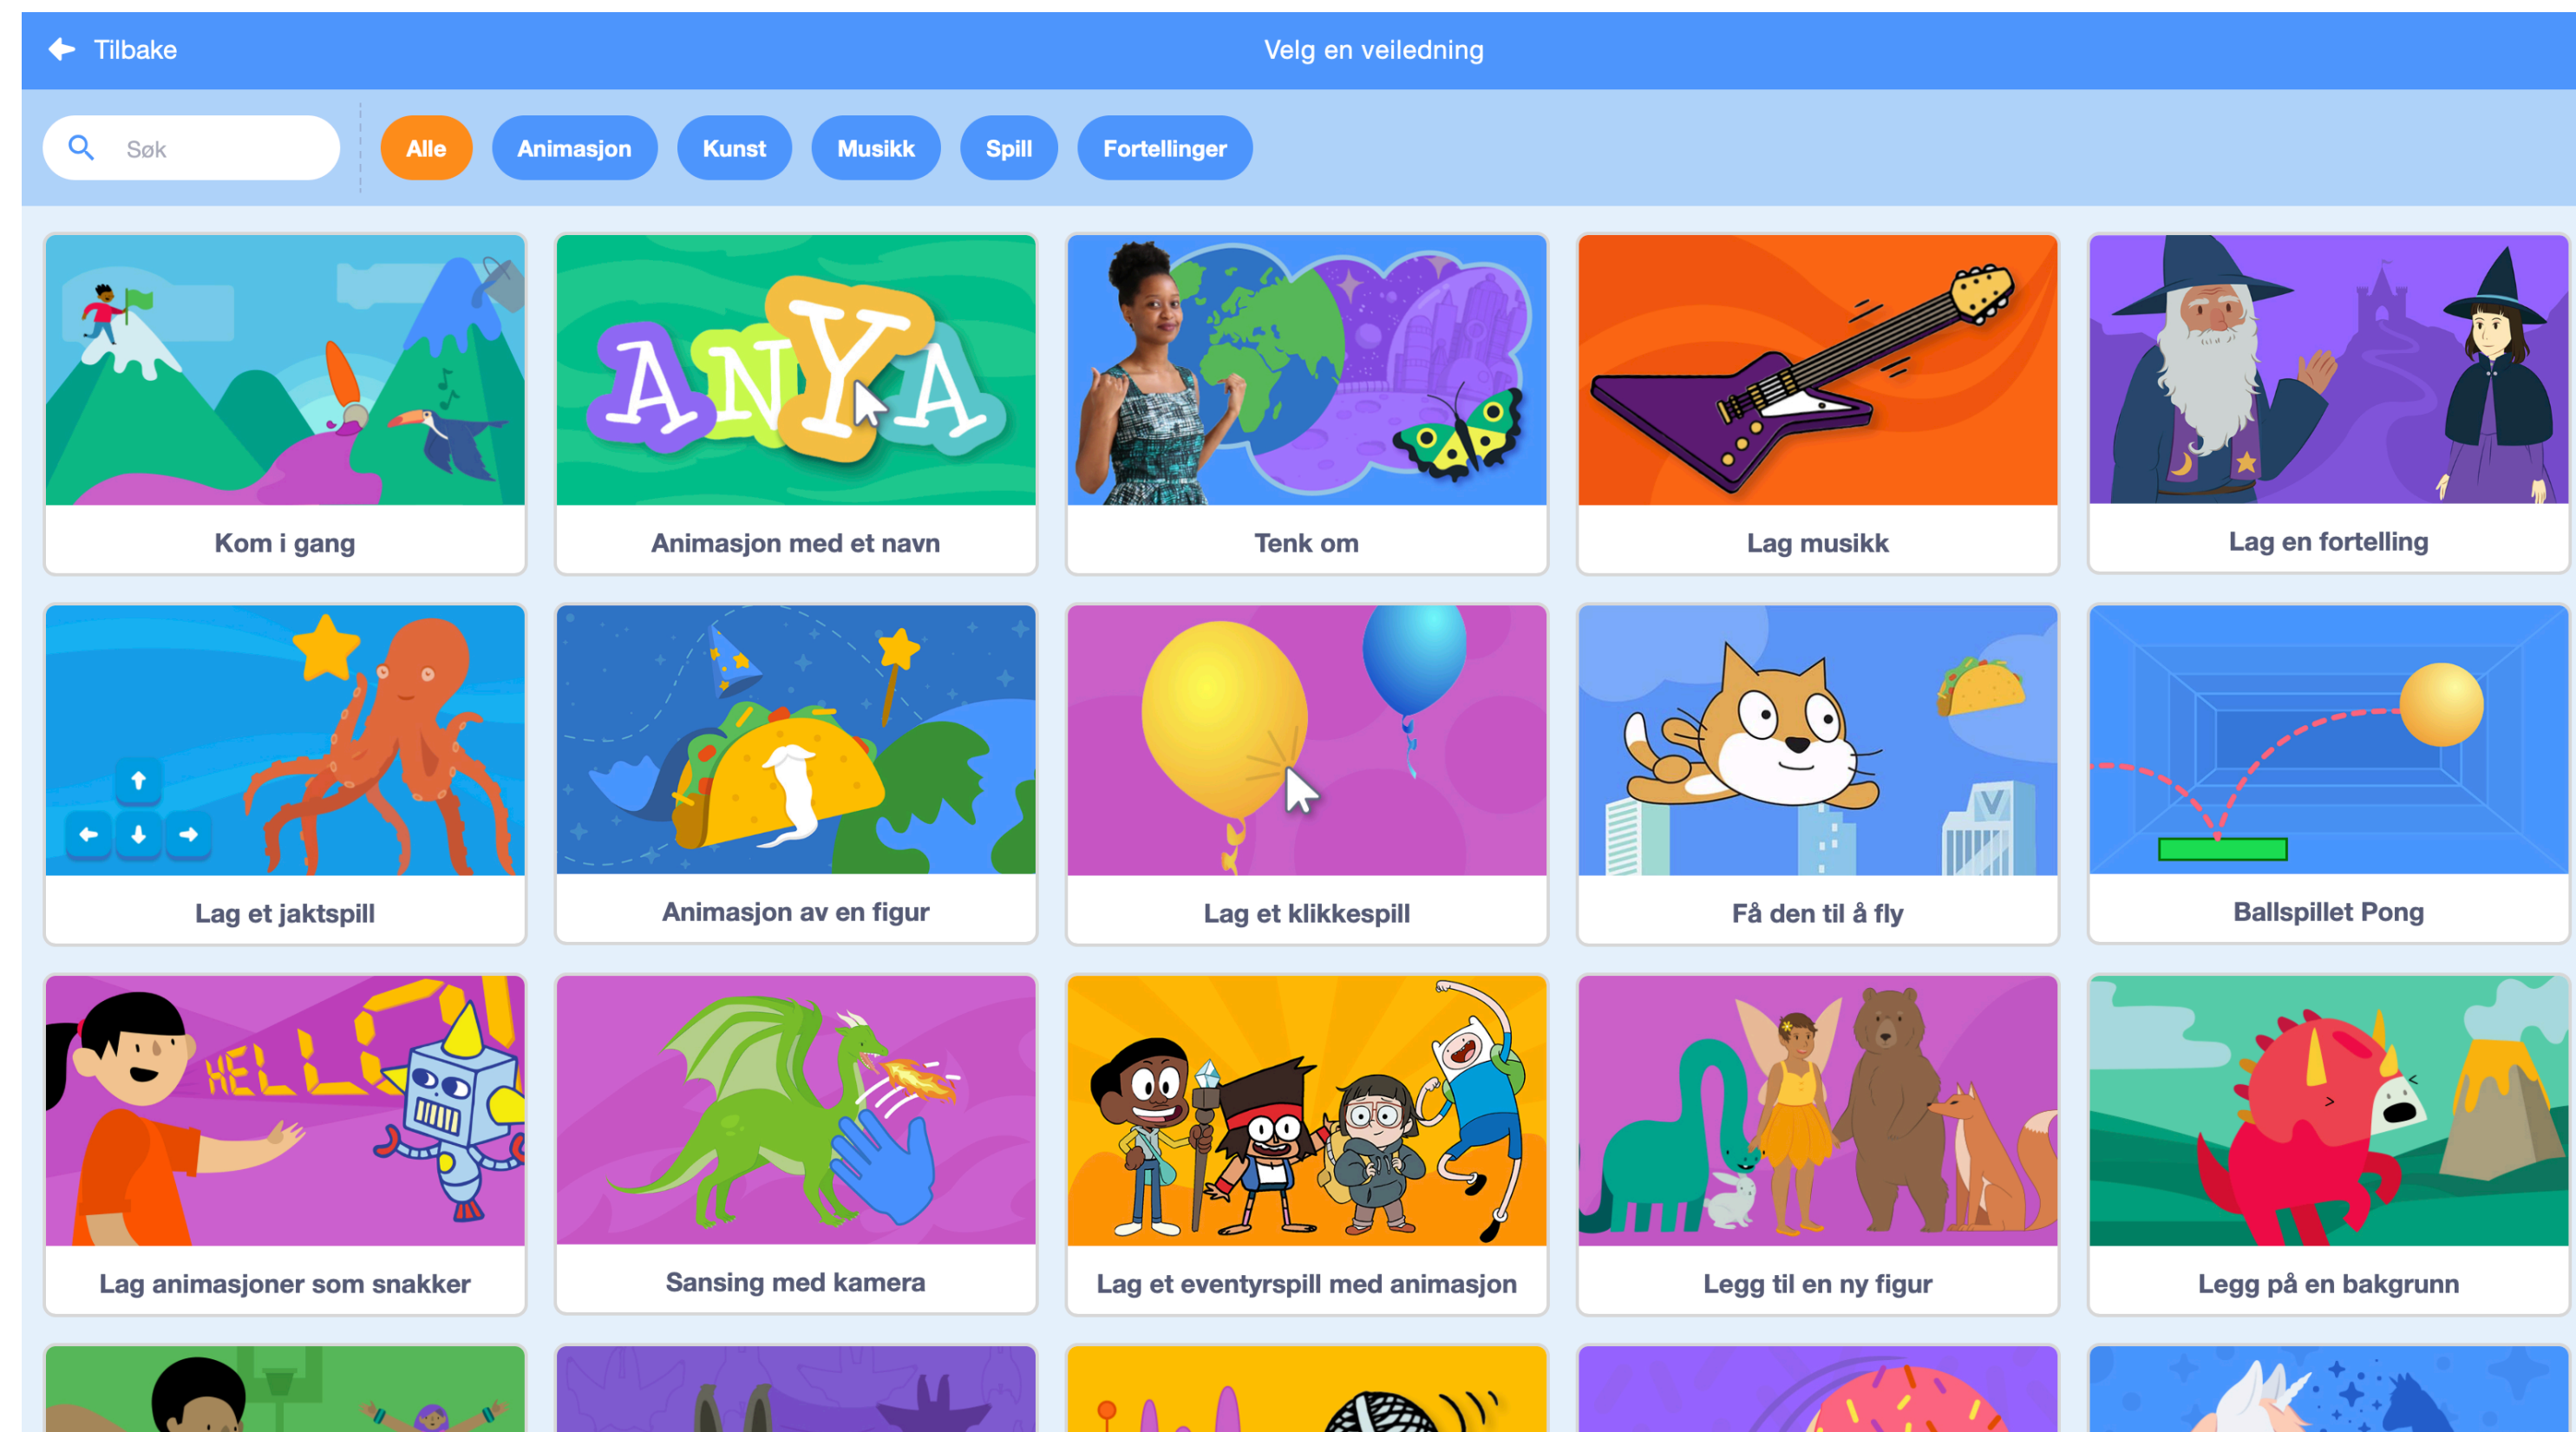 Tilbake
Velg en veiledning
Søk
Alle
Animasjon
Kunst
Musikk
Spill
Fortellinger
ANYA
Kom i gang
Animasjon med et navn
Tenk om
Lag musikk
Lag en fortelling
Lag et jaktspill
Animasjon av en figur
Lag et klikkespill
Få den til å fly
Ballspillet Pong
HELLO!
Lag animasjoner som snakker
Sansing med kamera
Lag et eventyrspill med animasjon
Legg til en ny figur
Legg på en bakgrunn